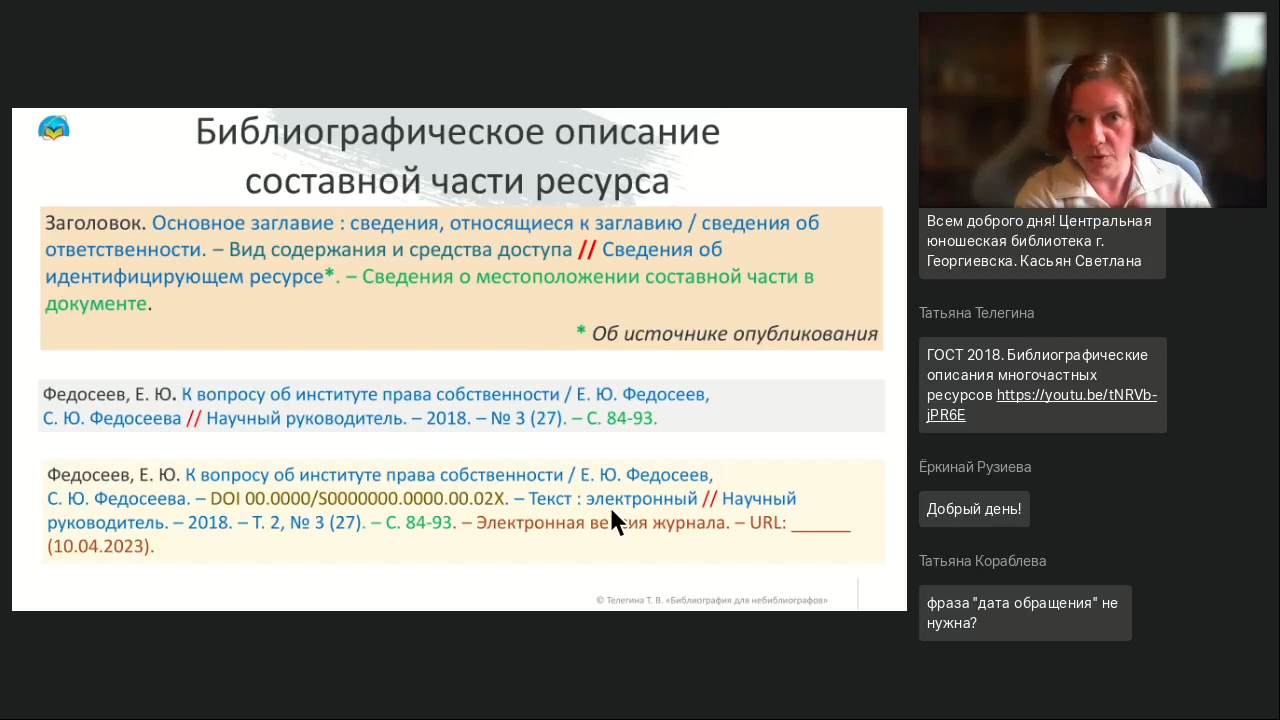 Библиографическое описание
составной части ресурса
Заголовок. Основное заглавие : сведения, относящиеся к заглавию / сведения об
ответственности. – Вид содержания и средства доступа // Сведения об
идентифицирующем ресурсе*. – Сведения о местоположении составной части в
документе.
* Об источнике опубликования
Федосеев, Е. Ю. К вопросу об институте права собственности / Е. Ю. Федосеев,
С. Ю. Федосеева // Научный руководитель. – 2018. – № 3 (27). – С. 84-93.
Федосеев, Е. Ю. К вопросу об институте права собственности / Е. Ю. Федосеев,
С. Ю. Федосеева. – DOI 00.0000/S0000000.0000.00.02X. – Текст : электронный // Научный
руководитель. – 2018. – Т. 2, № 3 (27). – С. 84-93. – Электронная версия журнала. – URL: ______
(10.04.2023).
© Телегина Т. В. «Библиография для небиблиографов»
Всем доброго дня! Центральная
юношеская библиотека г.
Георгиевска. Касьян Светлана
Татьяна Телегина
ГОСТ 2018. Библиографические
описания многочастных
ресурсов https://youtu.be/tNRVb-
jPR6E
Ёркинай Рузиева
Добрый день!
Татьяна Кораблева
фраза "дата обращения" не
нужна?